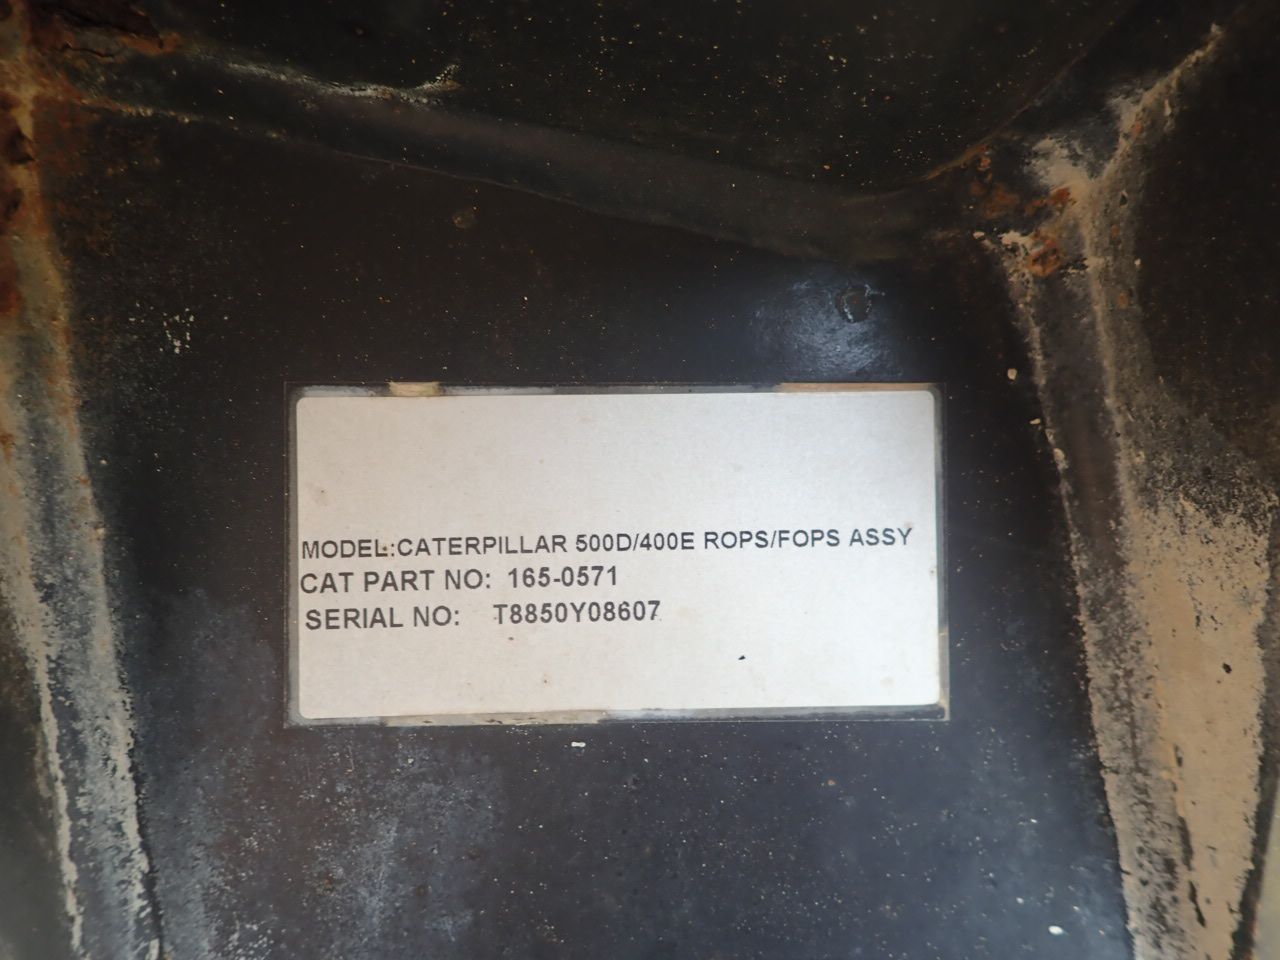 MODEL:CATERPILLAR 500D/400E ROPS/FOPS ASSY
CAT PART NO: 165-0571
SERIAL NO: T8850Y08607